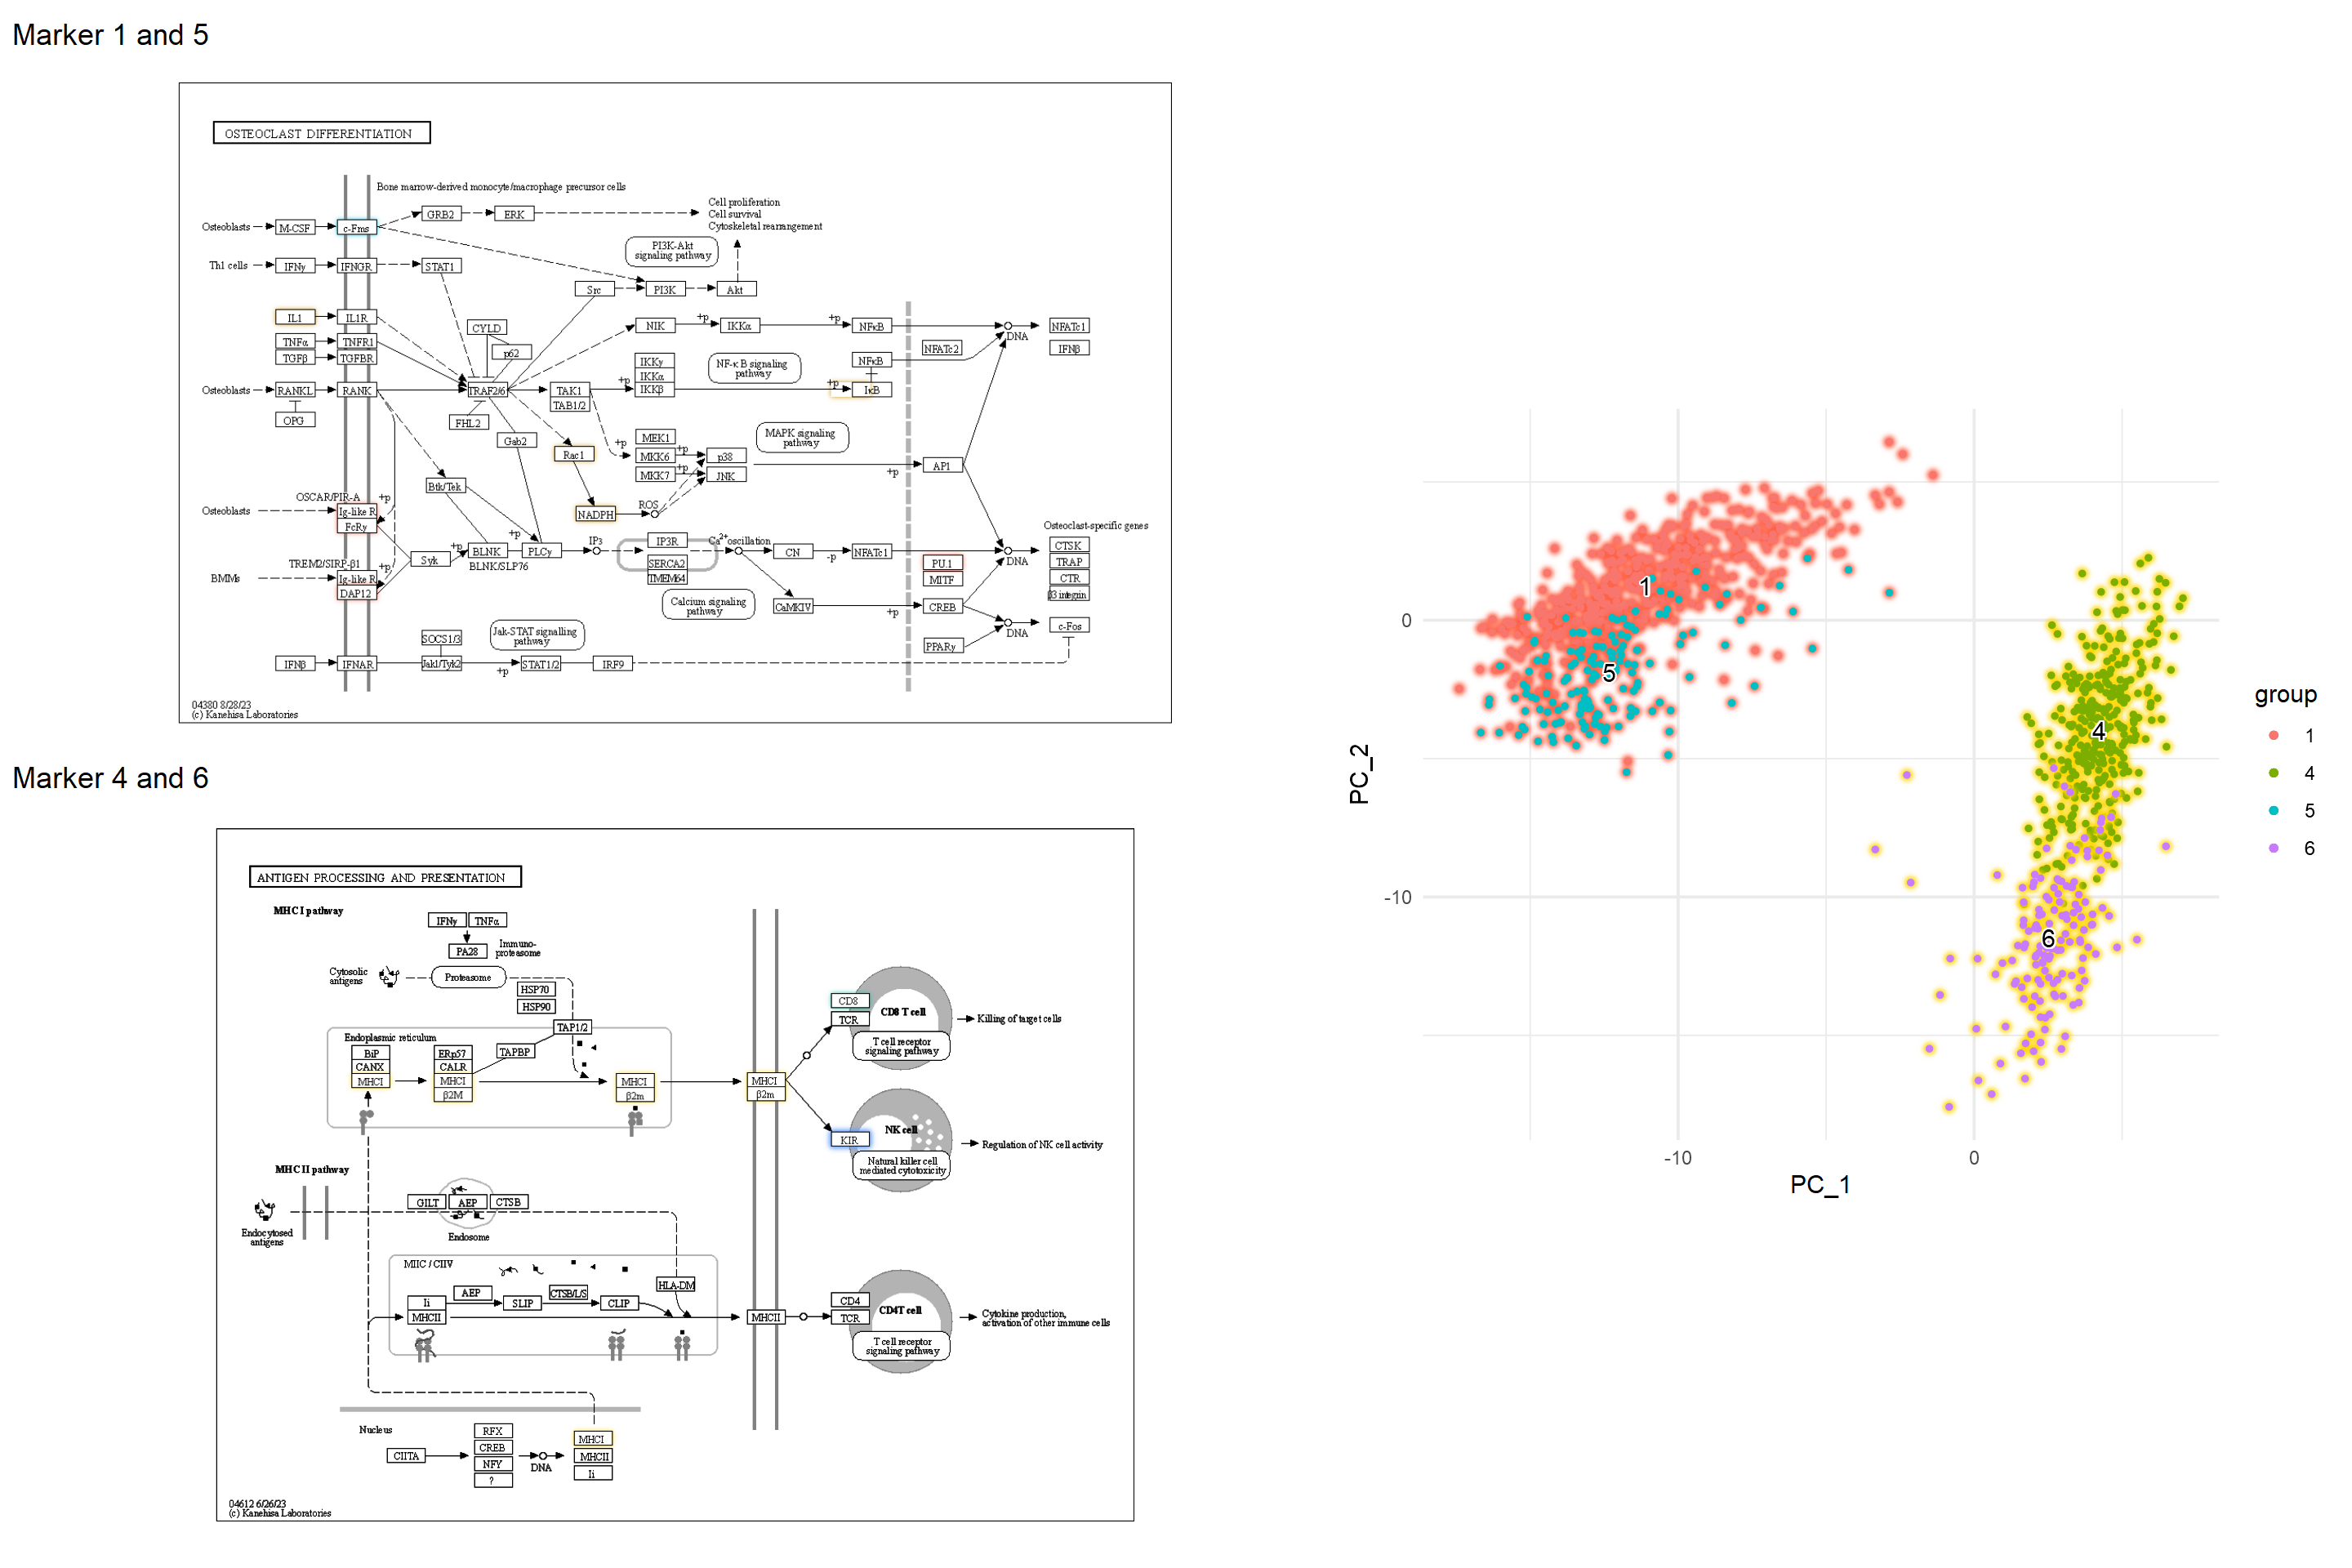 Marker 1 and 5
OSTEOCLAST DIFFERENTIATION
Bone marrow-derived monocyte/macrophage precursor cells
Osteoblasts
M-CSF
c-Fms
GRB2
ERK
Cell proliferation
Cell survival
Cytoskeletal rearrangement
PI3K-Akt
signaling pathway
Th1 cells
IFNγ
IFNGR
STAT1
Src
PI3K
Akt
IL1
IL1R
TNFα
TNFR1
TGFβ
TGFBR
CYLD
p62
NIK
+p
IKKα
+p
NFκB
DNA
NFATc1
IFNβ
NFATc2
IKKγ
IKKα
IKKβ
+p
NF-κB signaling
pathway
NFκB
+p
IκB
Osteoblasts
RANKL
RANK
TRAF2/6
TAK1
TAB1/2
OPG
FHL2
Gab2
Rac1
+p
MEK1
MKK6
MKK7
+p
+p
p38
JNK
MAPK signaling
pathway
+p
AP1
Btk/Tek
NADPH
ROS
OSCAR/PIR-A
+p
Osteoblasts
Ig-like R
FcRγ
TREM2/SIRP-β1
+p
BMMs
Ig-like R
DAP12
Syk
+p
BLNK
BLNK/SLP76
+p
PLCγ
IP3
IP3R
SERCA2
TMEM64
Ca2+ oscillation
CN
-p
NFATc1
PU.1
MITF
DNA
Osteoclast-specific genes
CTSK
TRAP
CTR
β3 integrin
Calcium signaling
pathway
CaMKIV
+p
CREB
PPARγ
DNA
c-Fos
SOCS1/3
Jak-STAT signalling
pathway
IFNβ
IFNAR
Jak1/Tyk2
+p
STAT1/2
IRF9
04380 8/28/23
(c) Kanehisa Laboratories
Marker 4 and 6
ANTIGEN PROCESSING AND PRESENTATION
MHC I pathway
IFNγ
TNFα
PA28
Immuno-
proteasome
Cytosolic
antigens
Proteasome
HSP70
HSP90
TAP1/2
Endoplasmic reticulum
BiP
CANX
MHCI
ERp57
CALR
MHCI
β2M
TAPBP
MHCI
β2m
MHCI
β2m
CD8
TCR
CD8 T cell
T cell receptor
signaling pathway
Killing of target cells
KIR
NK cell
Natural killer cell
mediated cytotoxicity
Regulation of NK cell activity
MHC II pathway
Endocytosed
antigens
GILT
AEP
CTSB
Endosome
MIIC / CIIV
Ii
MHCII
AEP
SLIP
CTSB/L/S
CLIP
HLA-DM
MHCII
CD4
TCR
CD4T cell
T cell receptor
signaling pathway
Cytokine production,
activation of other immune cells
Nucleus
CIITA
RFX
CREB
NFY
?
DNA
MHCI
MHCII
Ii
04612 6/26/23
(c) Kanehisa Laboratories
1
5
4
6
0
-10
-10
0
PC_1
PC_2
group
1
4
5
6